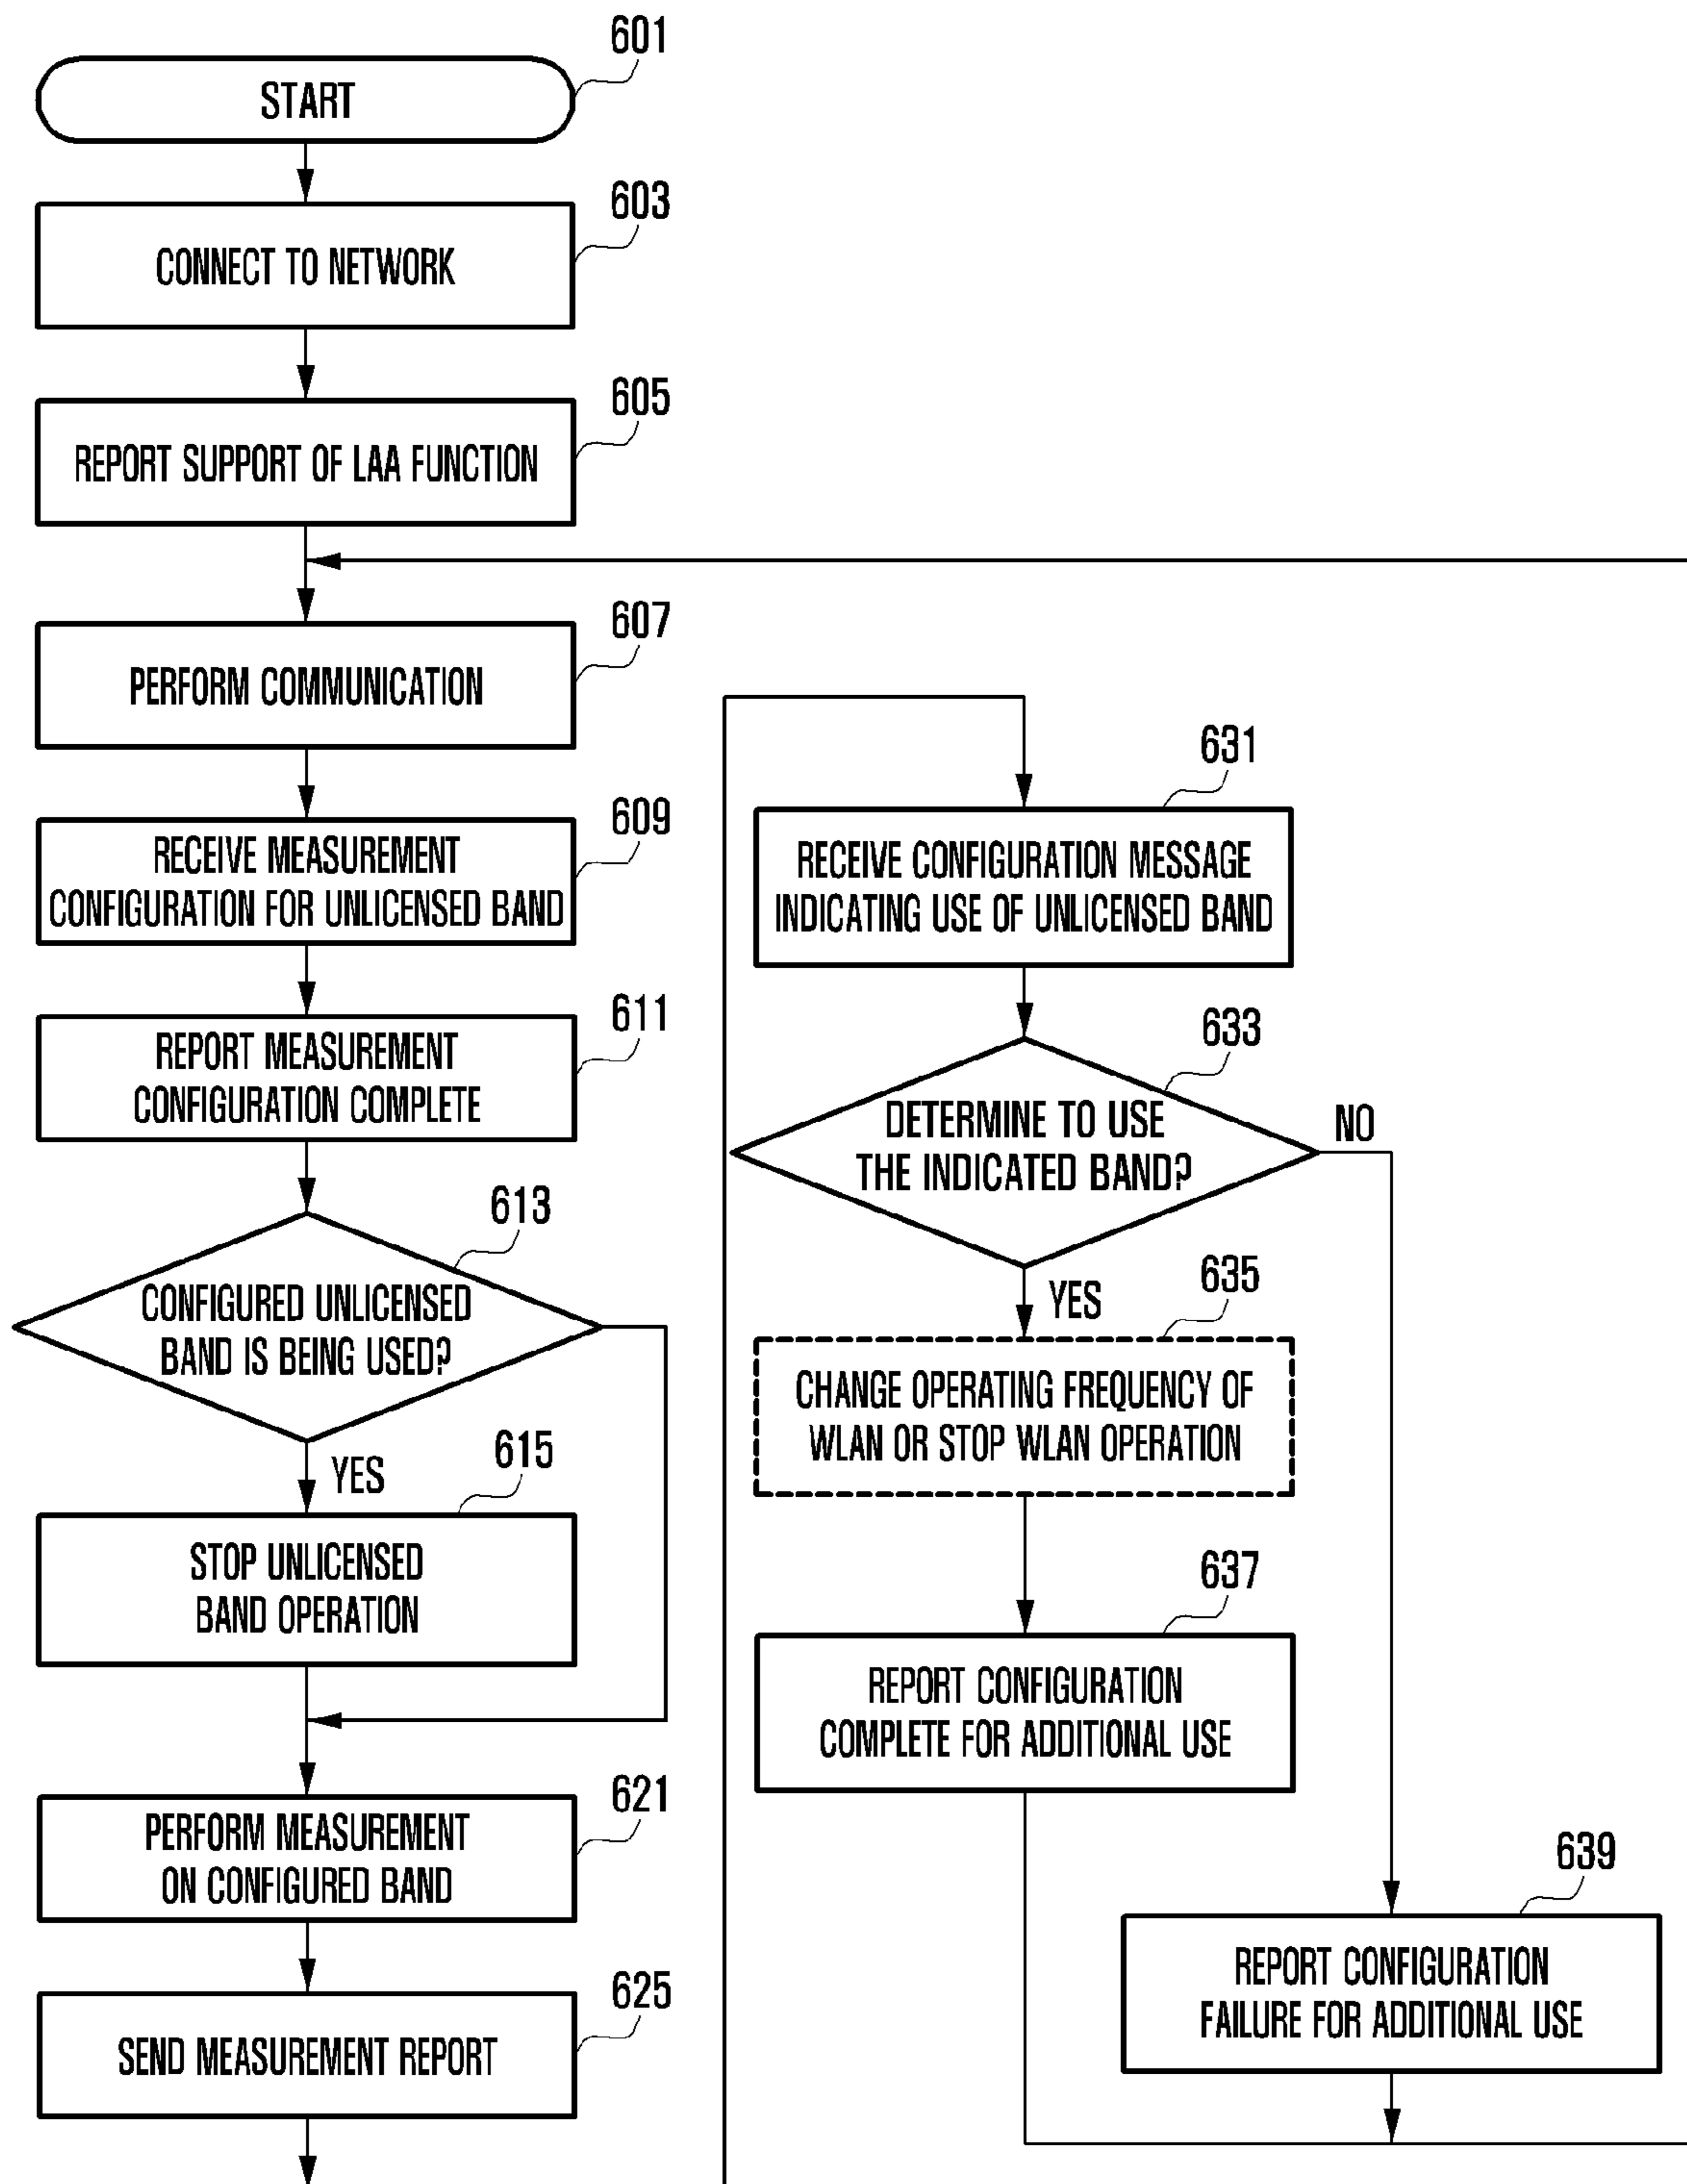 601
START
603
CONNECT TO NETWORK
605
REPORT SUPPORT OF LAA FUNCTION
607
PERFORM COMMUNICATION
609
RECEIVE MEASUREMENT
CONFIGURATION FOR UNLICENSED BAND
611
REPORT MEASUREMENT
CONFIGURATION COMPLETE
613
CONFIGURED UNLICENSED
BAND IS BEING USED?
YES
615
STOP UNLICENSED
BAND OPERATION
621
PERFORM MEASUREMENT
ON CONFIGURED BAND
625
SEND MEASUREMENT REPORT
631
RECEIVE CONFIGURATION MESSAGE
INDICATING USE OF UNLICENSED BAND
633
DETERMINE TO USE
THE INDICATED BAND?
NO
YES
635
CHANGE OPERATING FREQUENCY OF
WLAN OR STOP WLAN OPERATION
637
REPORT CONFIGURATION
COMPLETE FOR ADDITIONAL USE
639
REPORT CONFIGURATION
FAILURE FOR ADDITIONAL USE